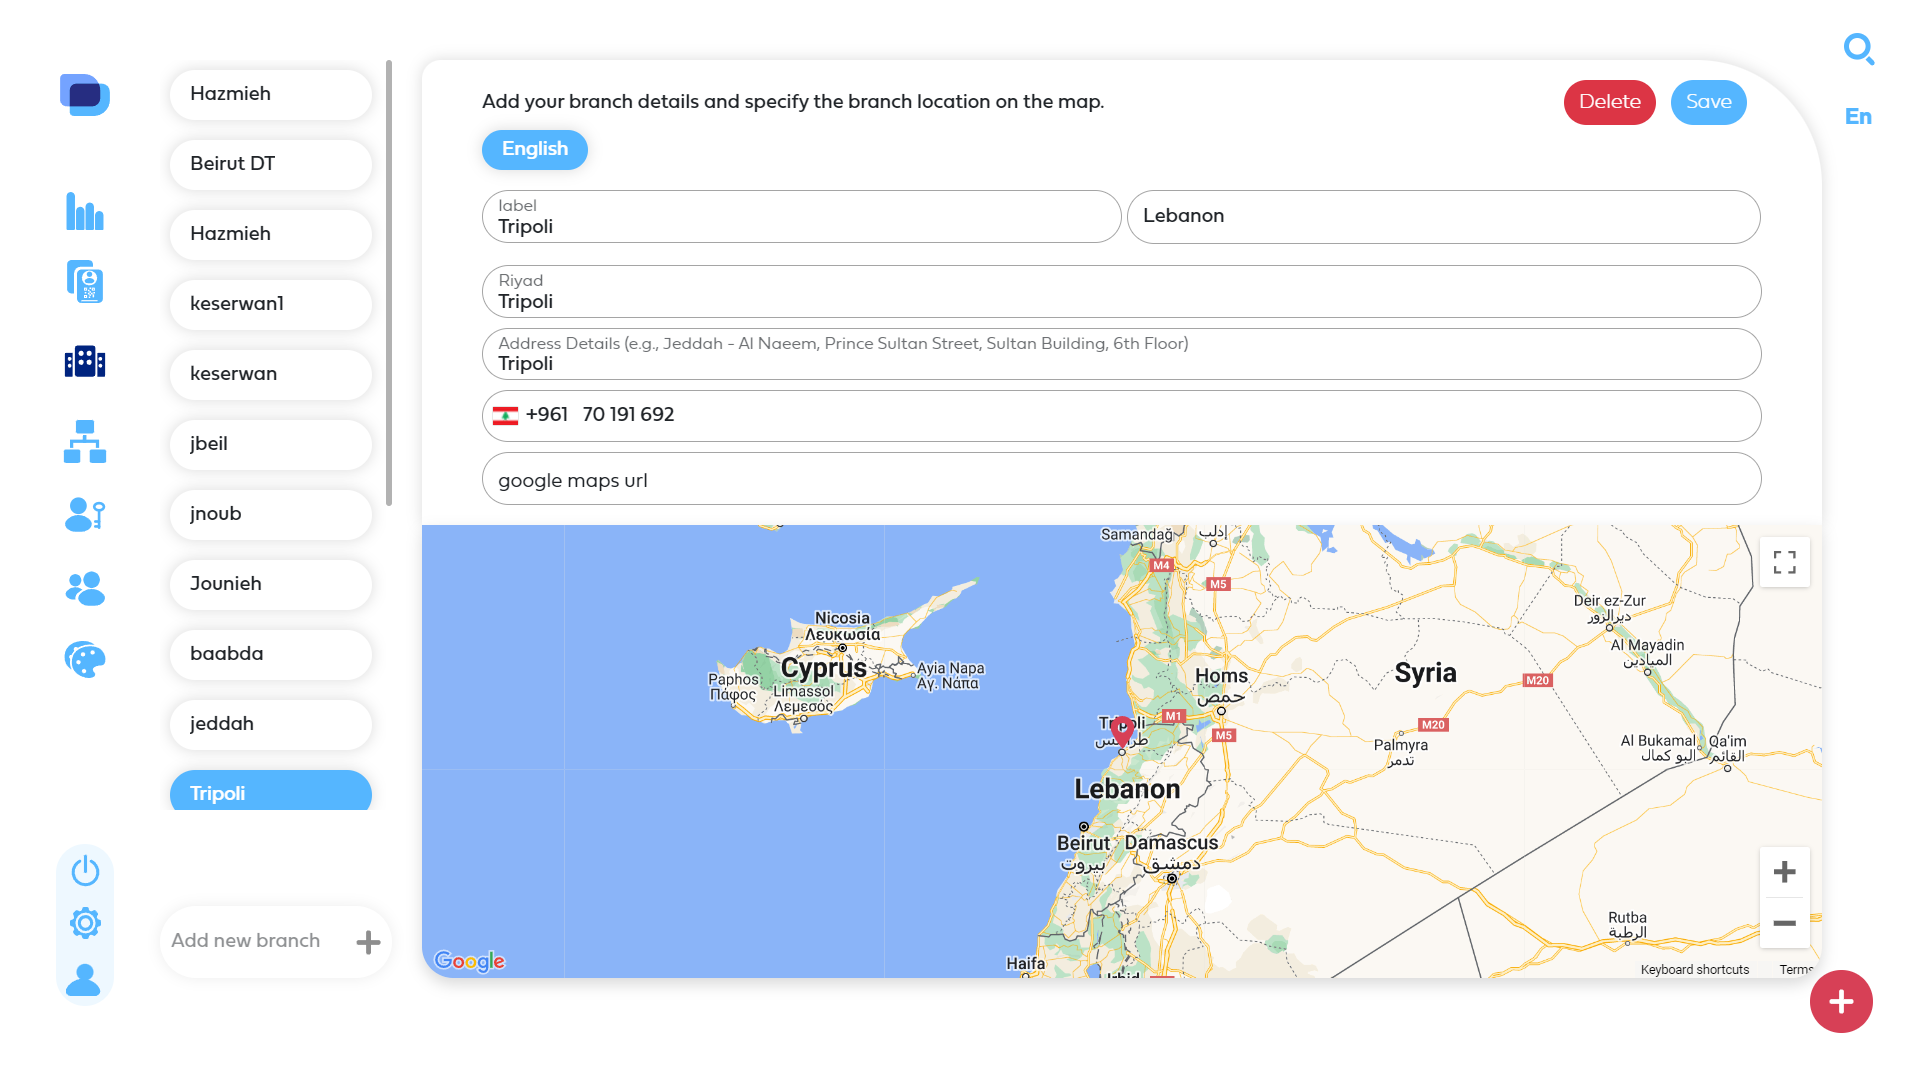 Hazmieh
Beirut DT
Hazmieh
keserwan1
keserwan
jbeil
jnoub
Jounieh
baabda
jeddah
Tripoli
Add new branch
Add your branch details and specify the branch location on the map.
Delete
Save
En
English
label
Tripoli
Lebanon
Riyad
Tripoli
Address Details (e.g., Jeddah - Al Naeem, Prince Sultan Street, Sultan Building, 6th Floor)
Tripoli
+961 70 191 692
google maps url
Samandağ
إدلب
M4
M5
Deir ez-Zur
ديرالزور
Nicosia
Λευκωσία
Al Mayadin
الميادين
Cyprus
Ayia Napa
Αγ. Νάπα
Paphos
Πάφος
Limassol
Λεμεσός
Homs
حمص
Syria
M20
M1
Tripoli
طرابلس
M5
M20
Palmyra
تدمر
Al Bukamal
البو كمال
Qa'im
القائم
Lebanon
Beirut
بيروت
Damascus
دمشق
Rutba
الرطبة
Haifa
Irbid
Google
Keyboard shortcuts
Terms